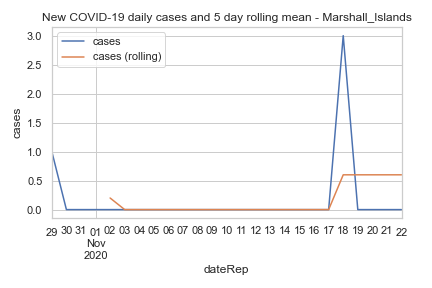 New COVID-19 daily cases and 5 day rolling mean - Marshall_Islands
cases
cases (rolling)
3.0
2.5
2.0
1.5
1.0
0.5
0.0
cases
29 30 31 01 02 03 04 05 06 07 08 09 10 11 12 13 14 15 16 17 18 19 20 21 22
Nov
2020
dateRep